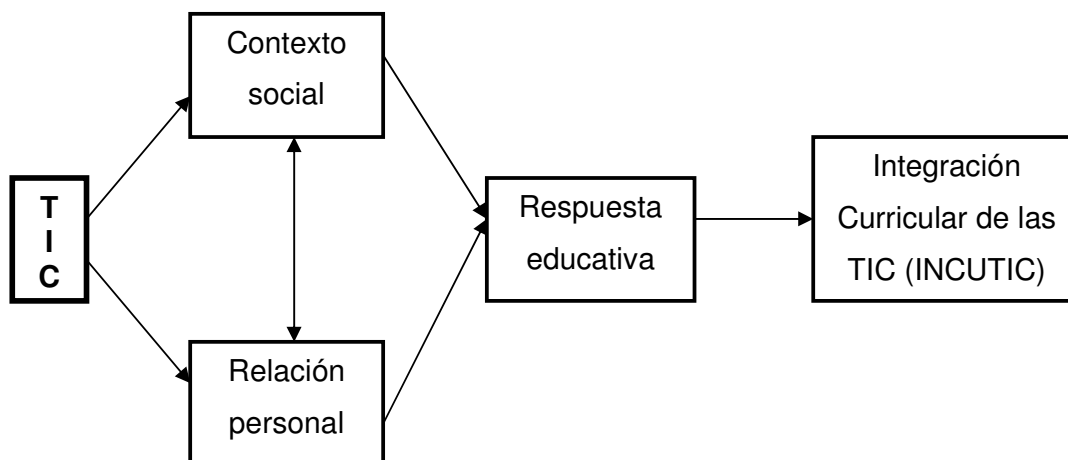 T
I
C
Contexto
social
Relación
personal
Respuesta
educativa
Integración
Curricular de las
TIC (INCUTIC)